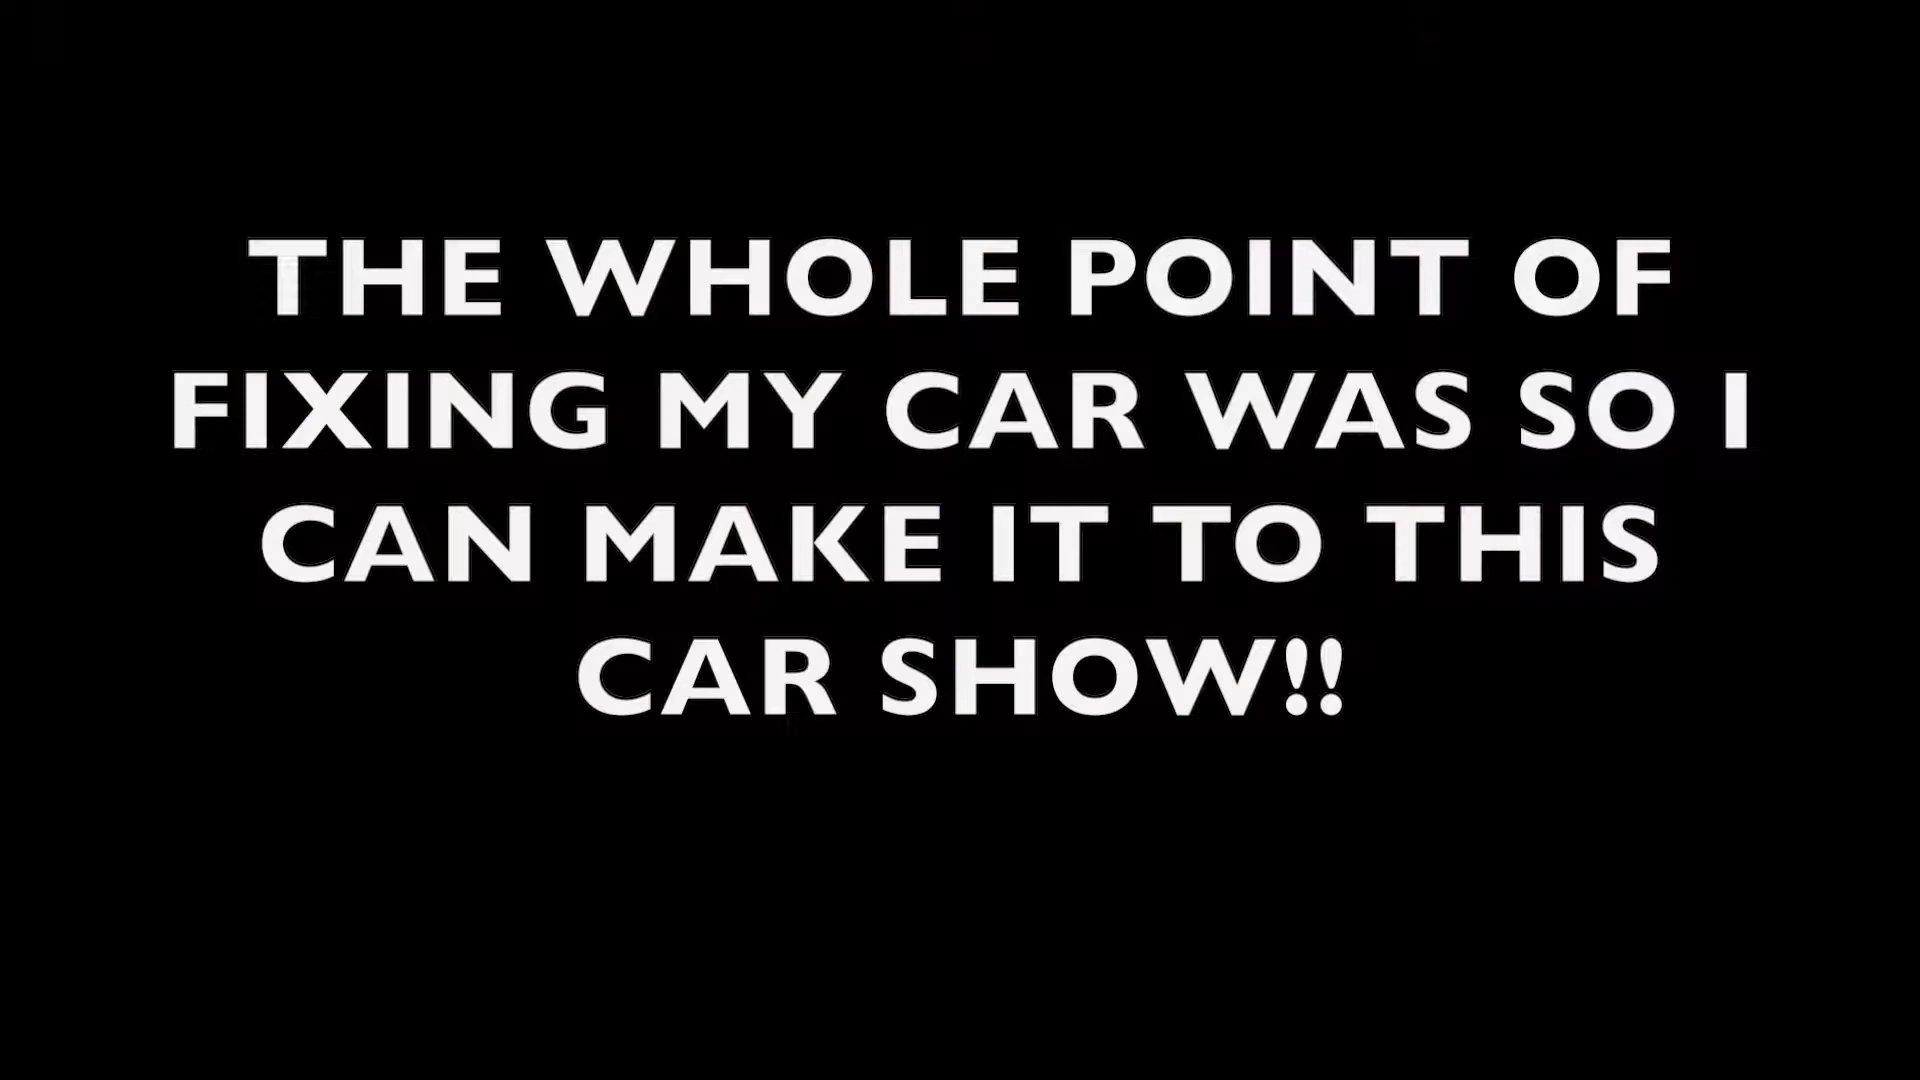 THE WHOLE POINT OF
FIXING MY CAR WAS SO I
CAN MAKE IT TO THIS
CAR SHOW!!